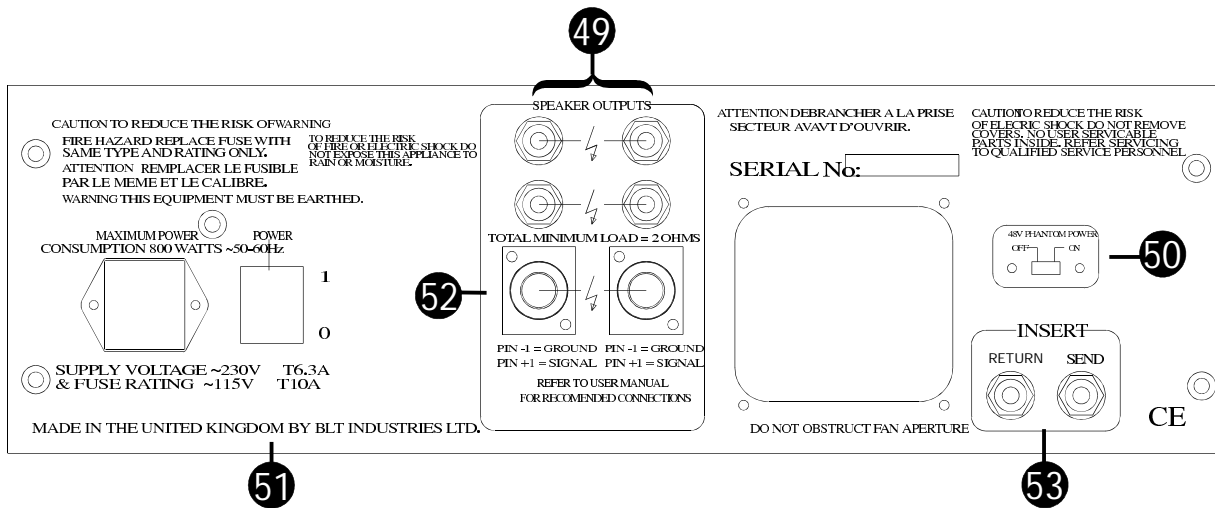 49
CAUTION TO REDUCE THE RISK OFWARNING
FIRE HAZARD REPLACE FUSE WITH
SAME TYPE AND RATING ONLY.
ATTENTION REMPLACER LE FUSIBLE
PAR LE MEME ET LE CALIBRE.
WARNING THIS EQUIPMENT MUST BE EARTHED.
TO REDUCE THE RISK
OF FIRE OR ELECTRIC SHOCK DO
NOT EXPOSE THIS APPLIANCE TO
RAIN OR MOISTURE.
MAXIMUM POWER
CONSUMPTION 800 WATTS ~50-60Hz
POWER
1
0
SUPPLY VOLTAGE ~230V T6.3A
& FUSE RATING ~115V T10A
MADE IN THE UNITED KINGDOM BY BLT INDUSTRIES LTD.
51
SPEAKER OUTPUTS
TOTAL MINIMUM LOAD = 2 OHMS
52
PIN -1 = GROUND PIN -1 = GROUND
PIN +1 = SIGNAL PIN +1 = SIGNAL
REFER TO USER MANUAL
FOR RECOMENDED CONNECTIONS
ATTENTION DEBRANCHER A LA PRISE
SECTEUR AVAVT D'OUVRIR.
SERIAL No:
DO NOT OBSTRUCT FAN APERTURE
CAUTION TO REDUCE THE RISK
OF ELECRIC SHOCK DO NOT REMOVE
COVERS. NO USER SERVICABLE
PARTS INSIDE. REFER SERVICING
TO QUALIFIED SERVICE PERSONNEL
48V PHANTOM POWER
OFF ON
50
INSERT
RETURN SEND
CE
53